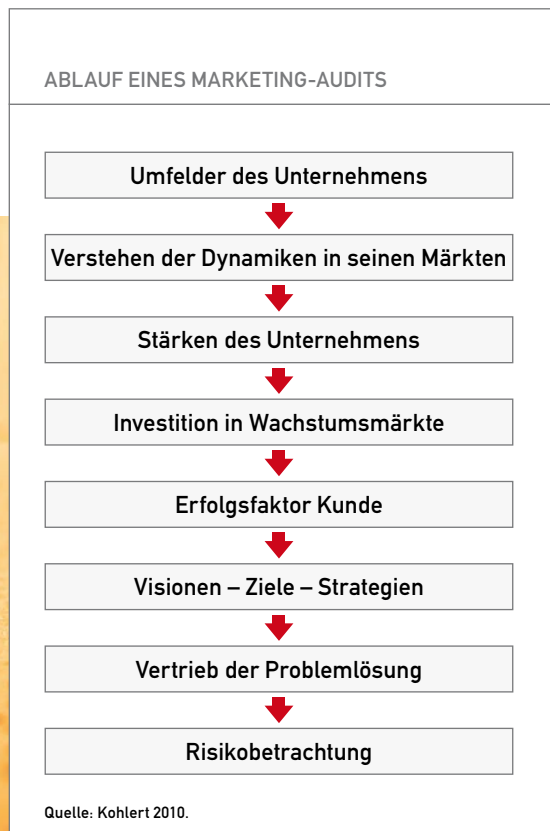 ABLAUF EINES MARKETING-AUDITS
Umfelder des Unternehmens
Verstehen der Dynamiken in seinen Märkten
Stärken des Unternehmens
Investition in Wachstumsmärkte
Erfolgsfaktor Kunde
Visionen – Ziele – Strategien
Vertrieb der Problemlösung
Risikobetrachtung
Quelle: Kohlert 2010.